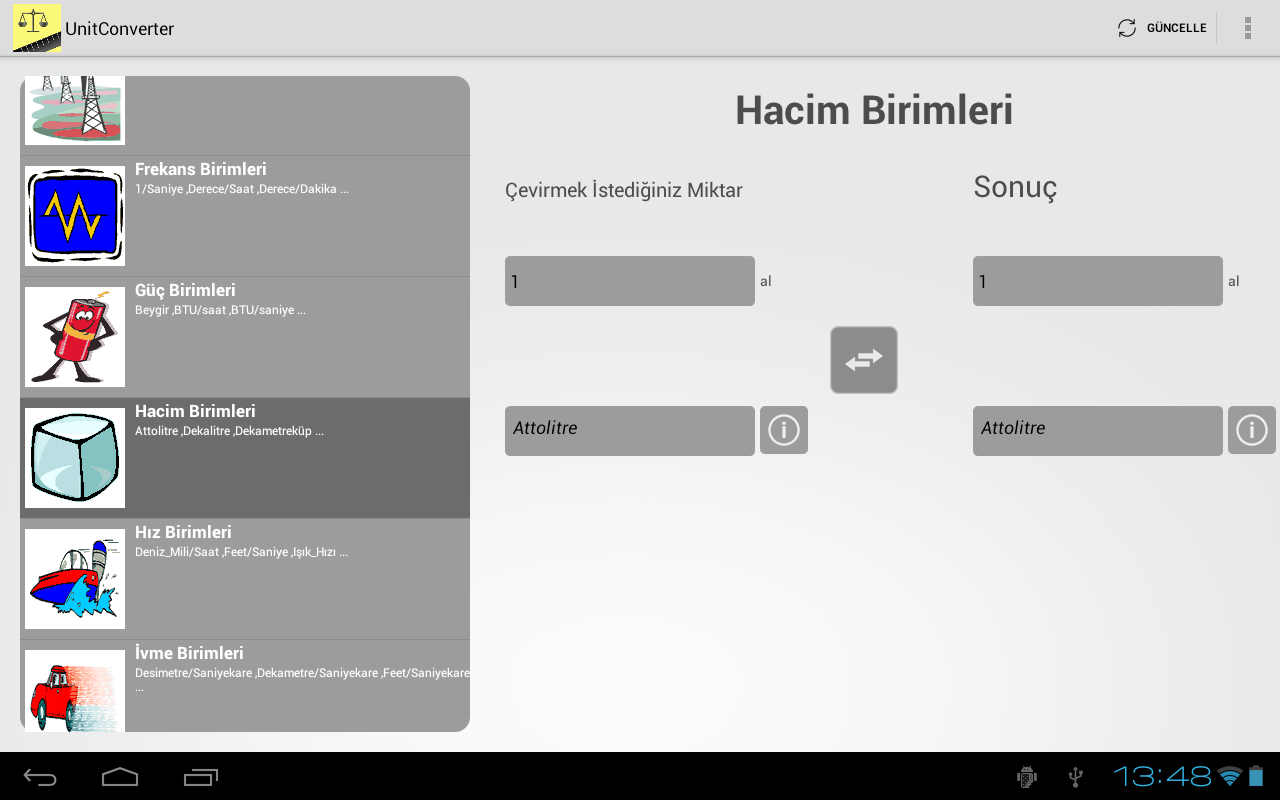 UnitConverter
GÜNCELLE
Frekans Birimleri
1/Saniye ,Derece/Saat ,Derece/Dakika ...
Güç Birimleri
Beygir ,BTU/saat ,BTU/saniye ...
Hacim Birimleri
Attolitre ,Dekalitre ,Dekametreküp ...
Hız Birimleri
Deniz_Mili/Saat ,Feet/Saniye ,Işık_Hızı ...
İvme Birimleri
Desimetre/Saniyekare ,Dekametre/Saniyekare ,Feet/Saniyekare
...
Hacim Birimleri
Çevirmek İstediğiniz Miktar
Sonuç
1 al
1 al
Attolitre
Attolitre
13:48